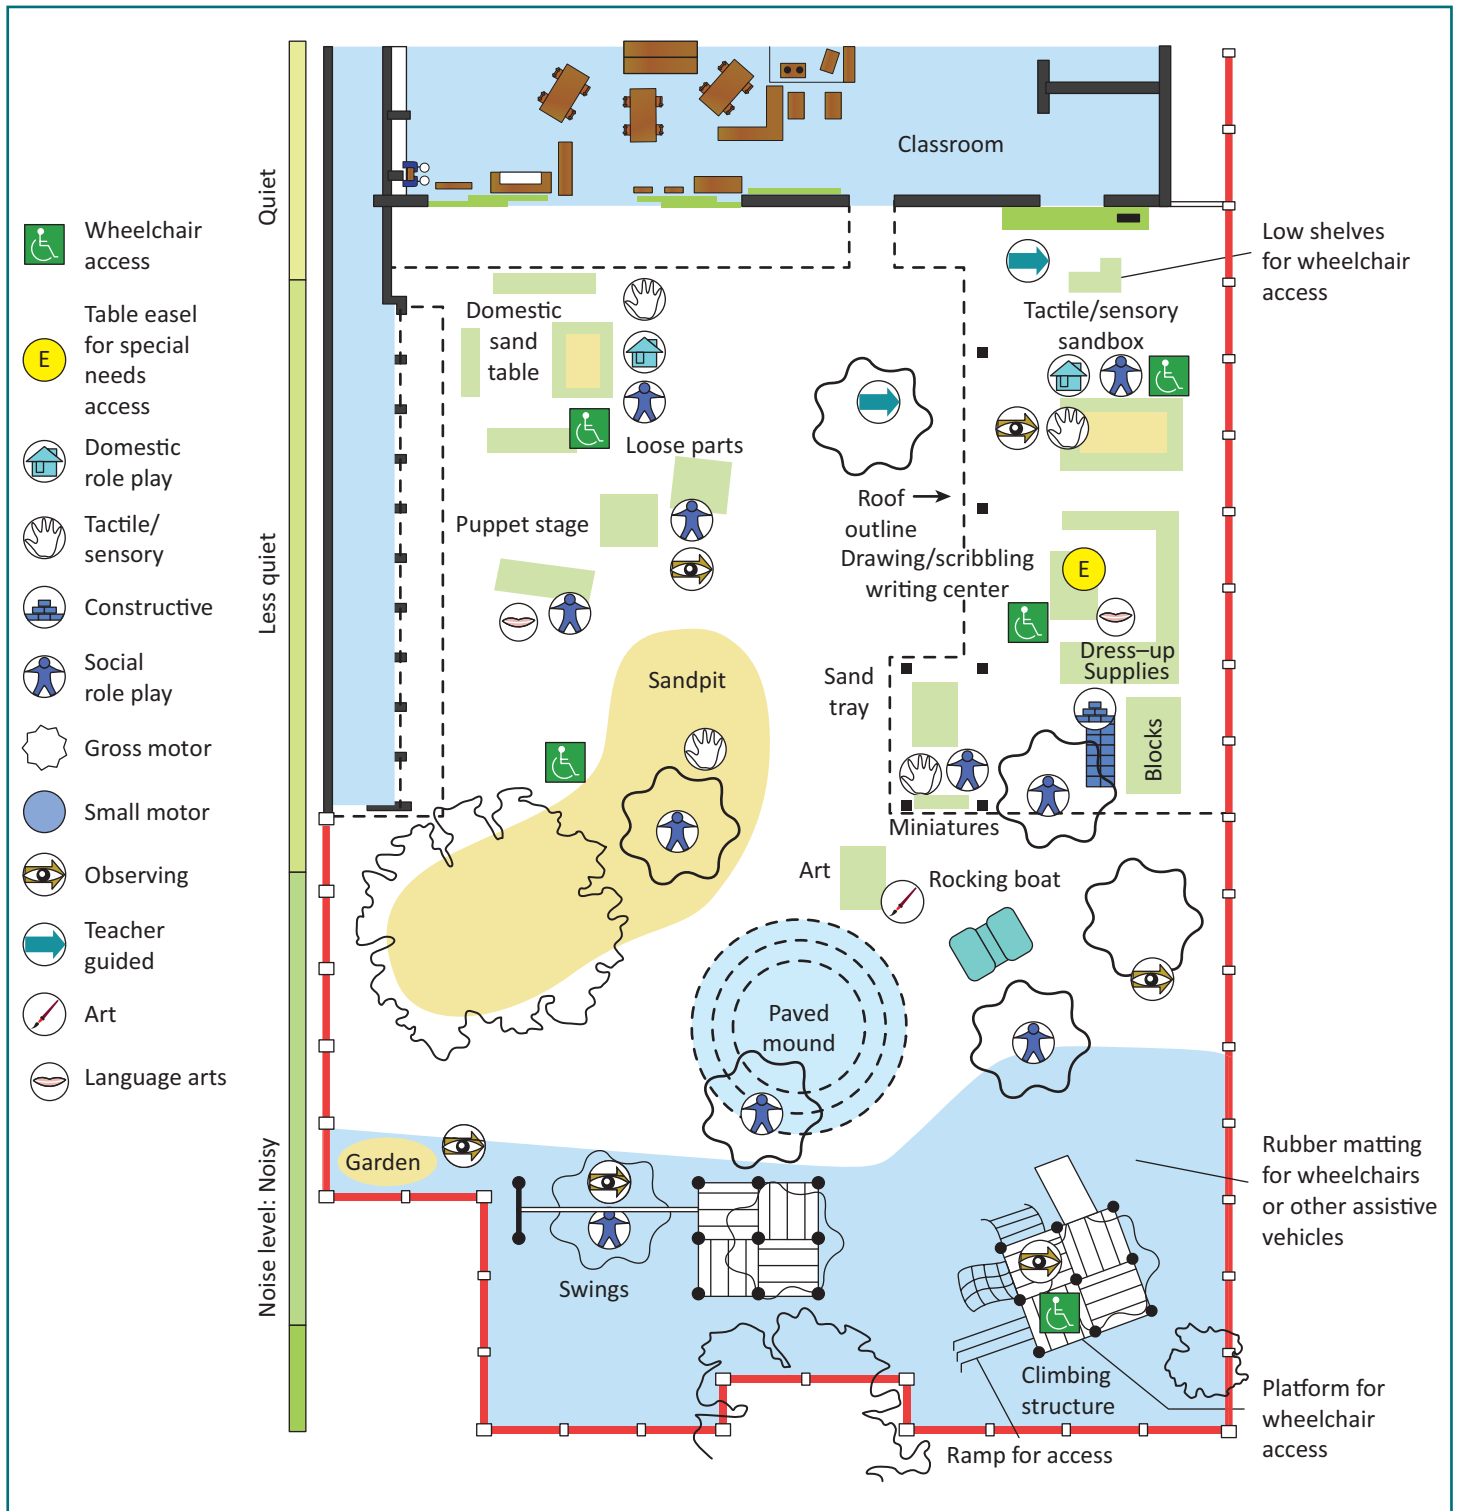 Quiet
Less quiet
Noise level: Noisy
Wheelchair
access
E
Table easel
for special
needs
access
Domestic
role play
Tactile/
sensory
Constructive
Social
role play
Gross motor
Small motor
Observing
Teacher
guided
Art
Language arts
Classroom
Low shelves
for wheelchair
access
Domestic
sand
table
Tactile/sensory
sandbox
Loose parts
Puppet stage
Roof
outline
Drawing/scribbling
writing center
E
Dress–up
Supplies
Sandpit
Sand
tray
Blocks
Miniatures
Art
Rocking boat
Paved
mound
Garden
Swings
Rubber matting
for wheelchairs
or other assistive
vehicles
Climbing
structure
Platform for
wheelchair
access
Ramp for access